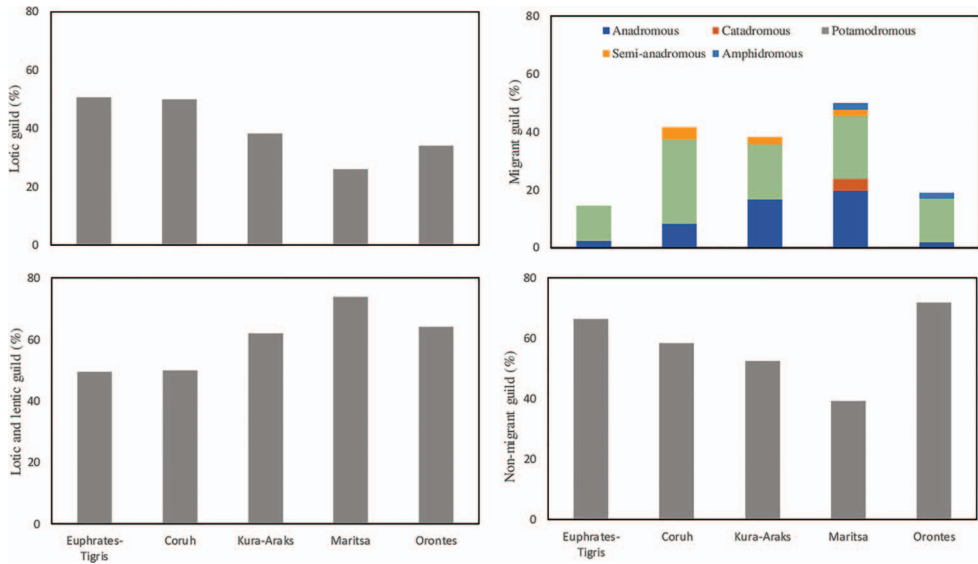 80
60
40
20
0
Lotic guild (%)
80
60
40
20
0
Migrant guild (%)
Anadromous Catadromous Potamodromous
Semi-anadromous Amphidromous
80
60
40
20
0
Lotic and lentic guild (%)
Euphrates-
Tigris
Coruh
Kura-Araks
Maritsa
Orontes
80
60
40
20
0
Non-migrant guild (%)
Euphrates-
Tigris
Coruh
Kura-Araks
Maritsa
Orontes